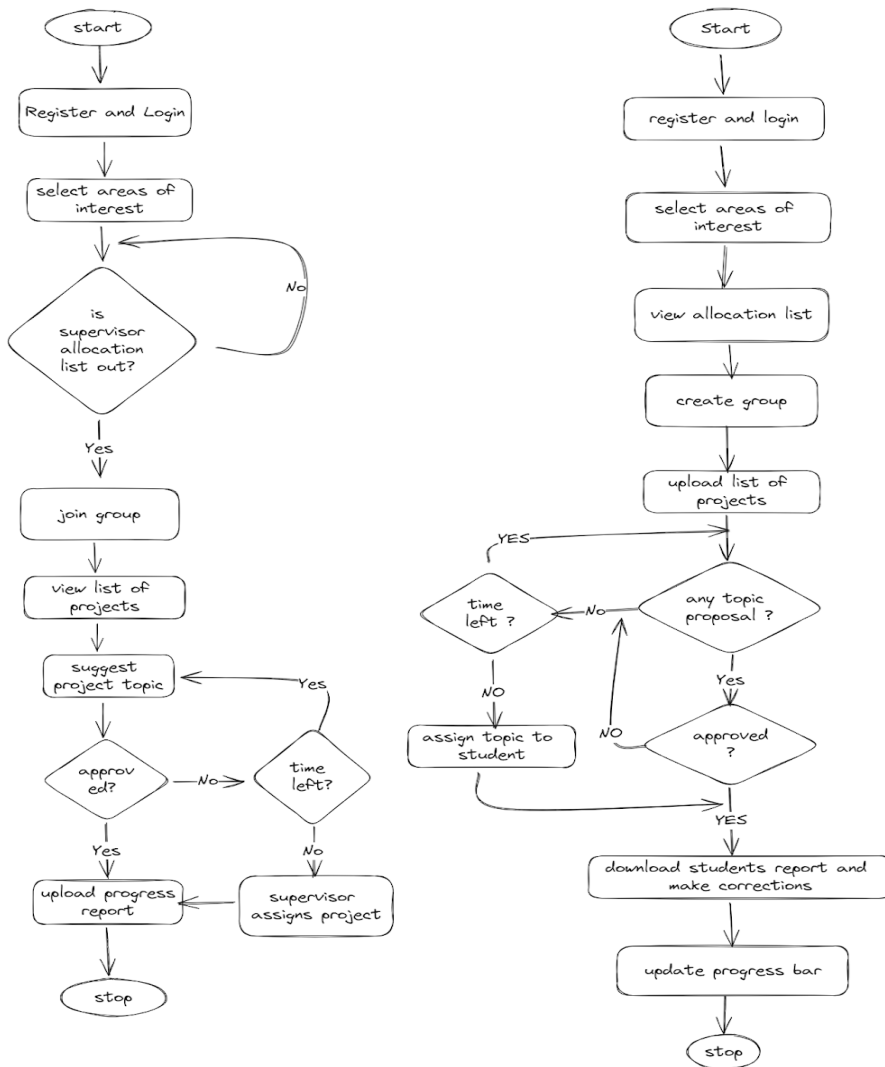 start
Register and Login
select areas of
interest
No
is
supervisor
allocation
list out?
Yes
join group
view list of
projects
suggest
project topic
Yes
approv
ed?
No
time
left?
Yes
No
upload progress
report
supervisor
assigns project
stop
Start
register and login
select areas of
interest
view allocation list
create group
upload list of
projects
YES
time
left ?
No
any topic
proposal ?
NO
Yes
assign topic to
student
NO
approved
?
YES
download students report and
make corrections
update progress bar
stop